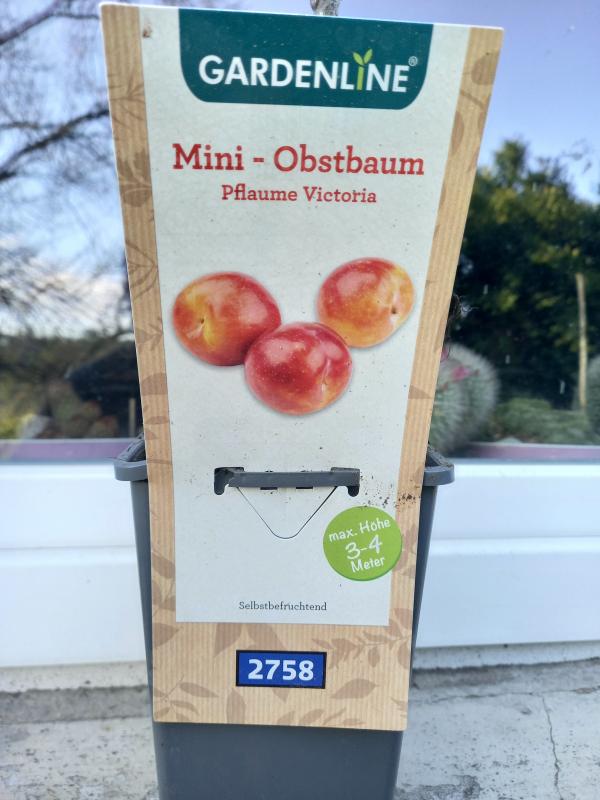 GARDENLINE®
Mini - Obstbaum
Pflaume Victoria
max. Höhe
3-4
Meter
Selbstbefruchtend
2758